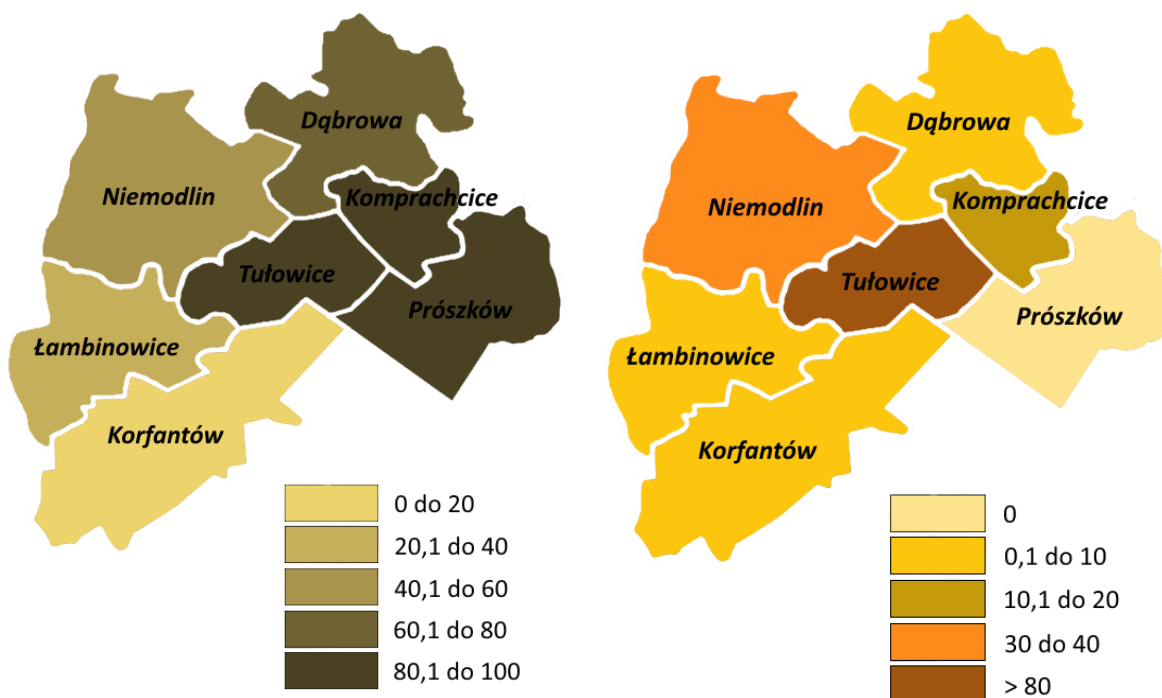 Dąbrowa
Niemodlin
Komprachcice
Tułowice
Prószków
Łambinowice
Korfantów
0 do 20
20,1 do 40
40,1 do 60
60,1 do 80
80,1 do 100
Dąbrowa
Niemodlin
Komprachcice
Tułowice
Prószków
Łambinowice
Korfantów
0
0,1 do 10
10,1 do 20
30 do 40
> 80